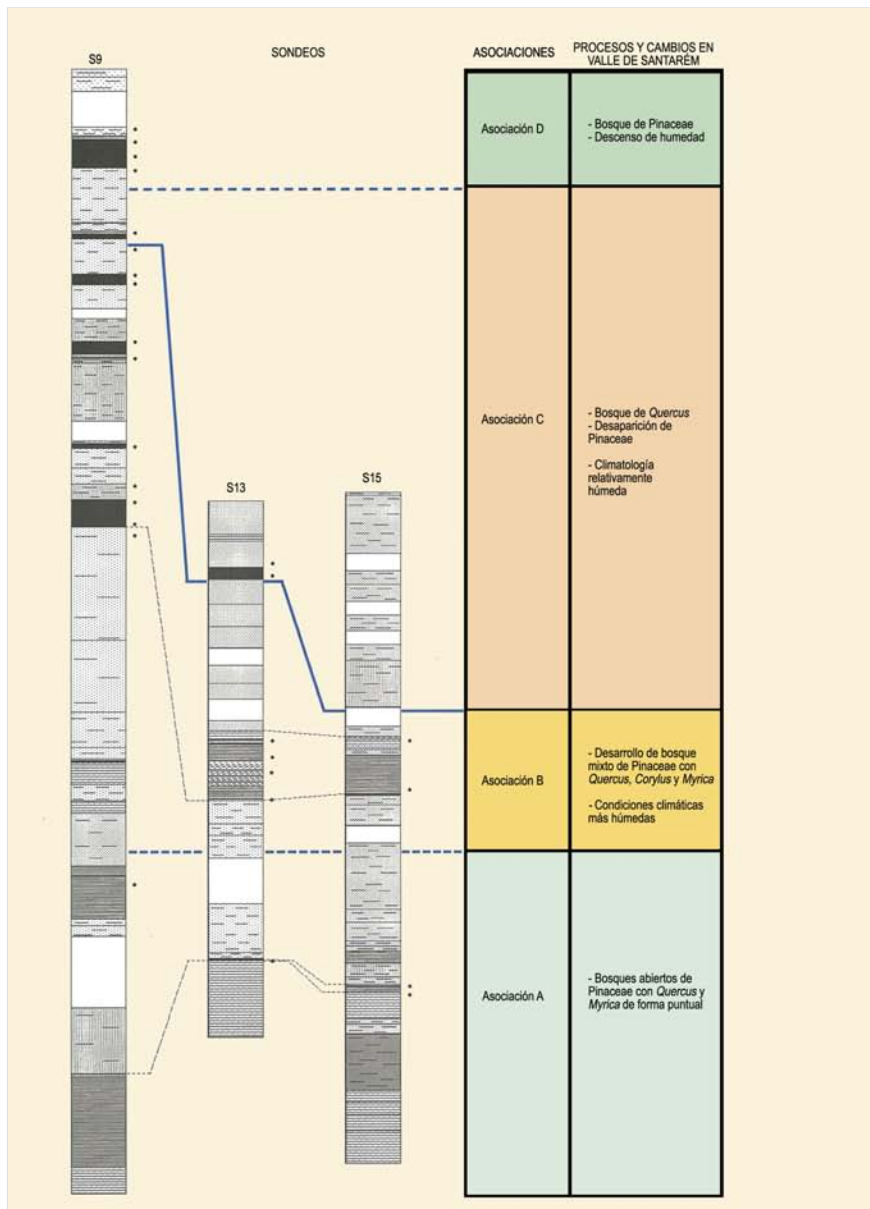 S9
SONDEOS
ASOCIACIONES
PROCESOS Y CAMBIOS EN
VALLE DE SANTARÉM
Asociación D
- Bosque de Pinaceae
- Descenso de humedad
Asociación C
- Bosque de Quercus
- Desaparición de
Pinaceae
- Climatología
relativamente
húmeda
S13
S15
Asociación B
- Desarrollo de bosque
mixto de Pinaceae con
Quercus, Corylus y Myrica
- Condiciones climáticas
más húmedas
Asociación A
- Bosques abiertos de
Pinaceae con Quercus y
Myrica de forma puntual